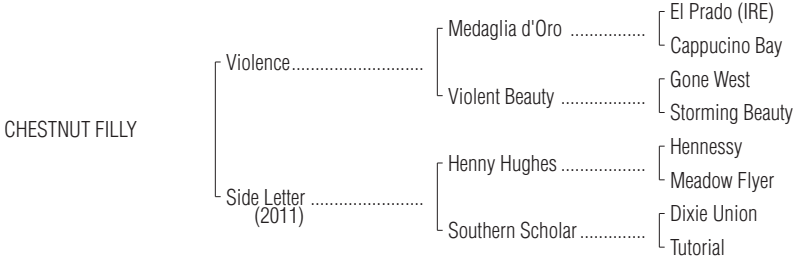 El Prado (IRE)
Medaglia d'Oro ................
Cappucino Bay
Violence............................
Gone West
Violent Beauty ..................
Storming Beauty
CHESTNUT FILLY
Hennessy
Henny Hughes ..................
Meadow Flyer
Side Letter ........................
(2011)
Dixie Union
Southern Scholar ..............
Tutorial